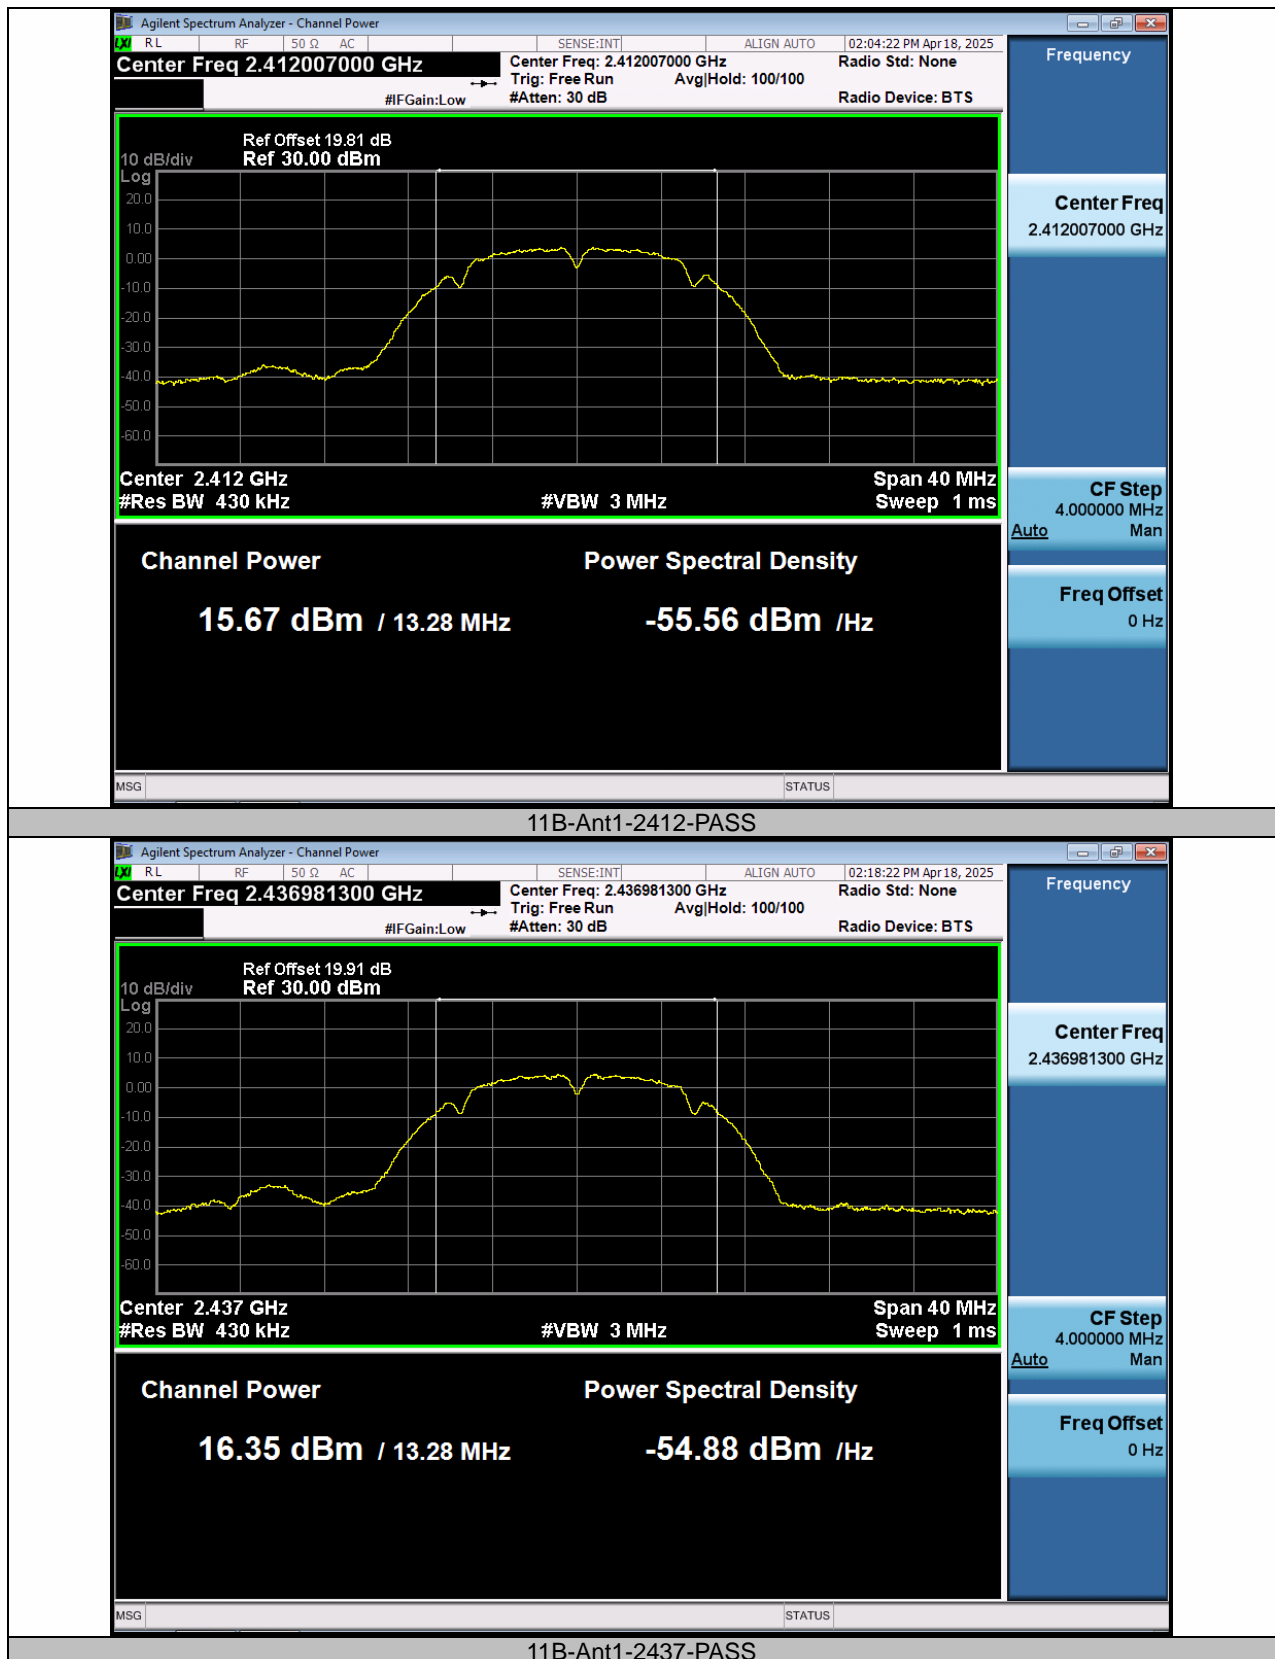 Agilent Spectrum Analyzer - Channel Power
LXI RL RF 50 Ω AC SENSE:INT ALIGN AUTO 02:04:22 PM Apr 18, 2025
Center Freq 2.412007000 GHz
Center Freq: 2.412007000 GHz Radio Std: None
Trig: Free Run Avg|Hold: 100/100
#IFGain:Low #Atten: 30 dB Radio Device: BTS
Frequency
Ref Offset 19.81 dB
10 dB/div Ref 30.00 dBm
Log
20.0
10.0
0.00
-10.0
-20.0
-30.0
-40.0
-50.0
-60.0
Center Freq
2.412007000 GHz
Center 2.412 GHz Span 40 MHz
#Res BW 430 kHz #VBW 3 MHz Sweep 1 ms
CF Step
4.000000 MHz
Auto Man
Channel Power Power Spectral Density
15.67 dBm / 13.28 MHz -55.56 dBm /Hz
Freq Offset
0 Hz
MSG STATUS
11B-Ant1-2412-PASS
Agilent Spectrum Analyzer - Channel Power
LXI RL RF 50 Ω AC SENSE:INT ALIGN AUTO 02:18:22 PM Apr 18, 2025
Center Freq 2.436981300 GHz
Center Freq: 2.436981300 GHz Radio Std: None
Trig: Free Run Avg|Hold: 100/100
#IFGain:Low #Atten: 30 dB Radio Device: BTS
Frequency
Ref Offset 19.91 dB
10 dB/div Ref 30.00 dBm
Log
20.0
10.0
0.00
-10.0
-20.0
-30.0
-40.0
-50.0
-60.0
Center Freq
2.436981300 GHz
Center 2.437 GHz Span 40 MHz
#Res BW 430 kHz #VBW 3 MHz Sweep 1 ms
CF Step
4.000000 MHz
Auto Man
Channel Power Power Spectral Density
16.35 dBm / 13.28 MHz -54.88 dBm /Hz
Freq Offset
0 Hz
MSG STATUS
11B-Ant1-2437-PASS